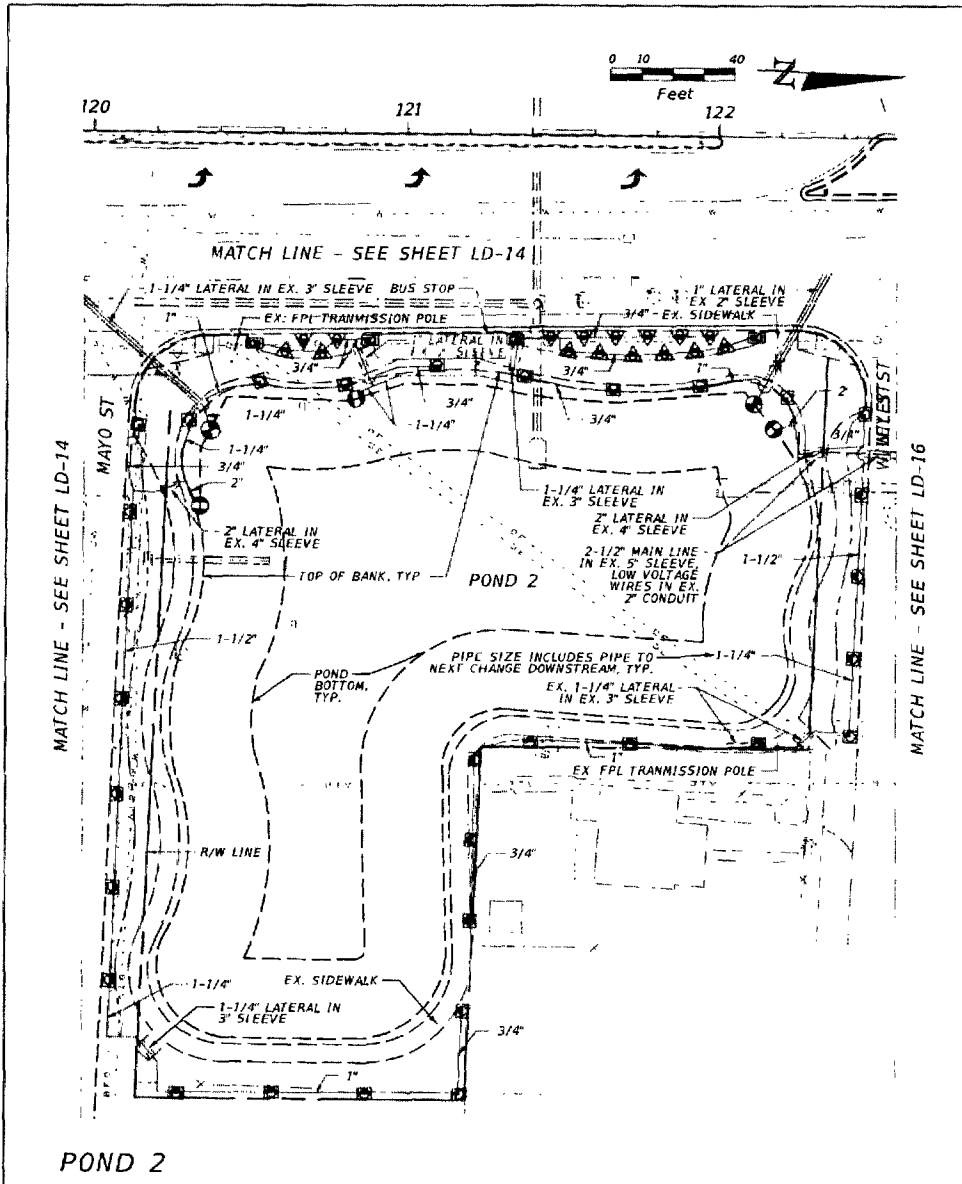 0 10 40
Feet
N
120
121
122
MATCH LINE - SEE SHEET LD-14
1-1/4" LATERAL IN EX. 3" SLEEVE
BUS STOP
1" LATERAL IN
EX. 2" SLEEVE
1"
EX. FPL TRANMISSION POLE
3/4"
EX. SIDEWALK
LATERAL IN
SLEEVE
3/4"
3/4"
1"
MAYO ST
1-1/4"
3/4"
1-1/4"
3/4"
2
3/4"
ST
MATCH LINE - SEE SHEET LD-14
1-1/4"
3/4"
2"
2" LATERAL IN
EX. 4" SLEEVE
1-1/4" LATERAL IN
EX. 3" SLEEVE
2" LATERAL IN
EX. 4" SLEEVE
2-1/2" MAIN LINE
IN EX. 5" SLEEVE,
LOW VOLTAGE
WIRES IN EX.
2" CONDUIT
1-1/2"
MATCH LINE - SEE SHEET LD-16
TOP OF BANK, TYP
POND 2
1-1/2"
PIPE SIZE INCLUDES PIPE TO
NEXT CHANGE DOWNSTREAM, TYP.
1-1/4"
POND
BOTTOM,
TYP.
EX. 1-1/4" LATERAL
IN EX. 3" SLEEVE
1"
EX FPL TRANMISSION POLE
R/W LINE
3/4"
EX. SIDEWALK
1-1/4"
1-1/4" LATERAL IN
3" SLEEVE
3/4"
1"
POND 2